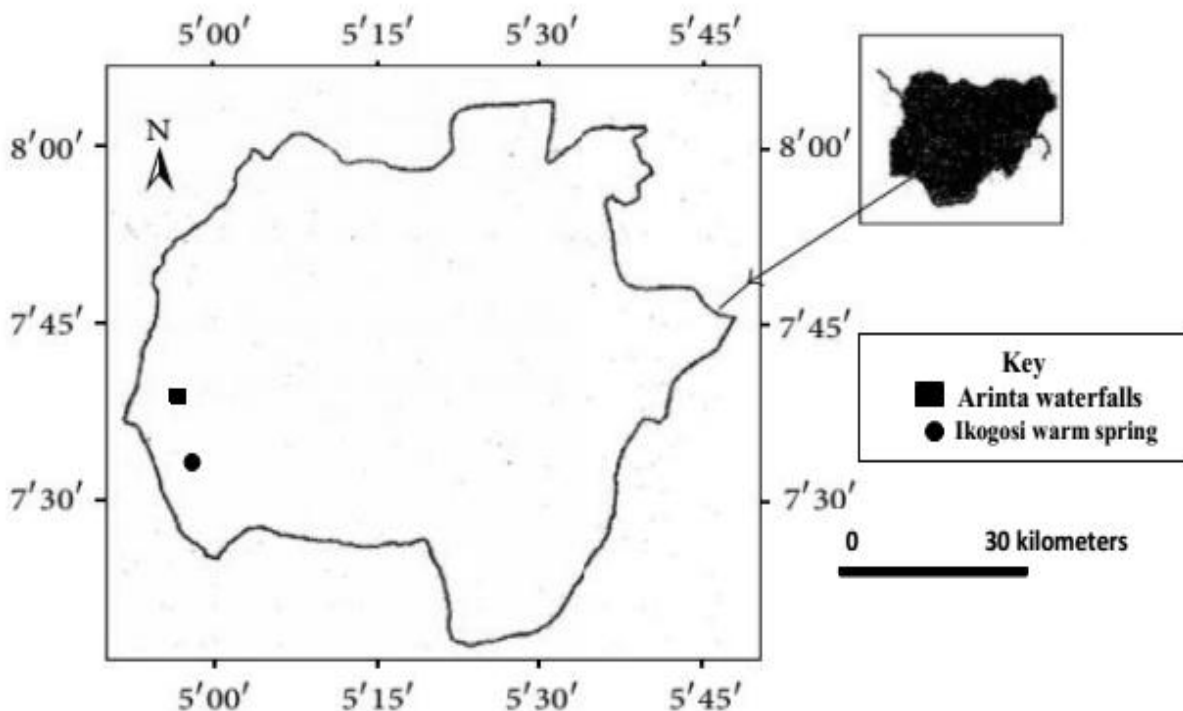 5′00′ 5′15′ 5′30′ 5′45′
N
8′00′ 8′00′
7′45′ 7′45′
Key
Arinta waterfalls
Ikogosi warm spring
7′30′ 7′30′
0 30 kilometers
5′00′ 5′15′ 5′30′ 5′45′